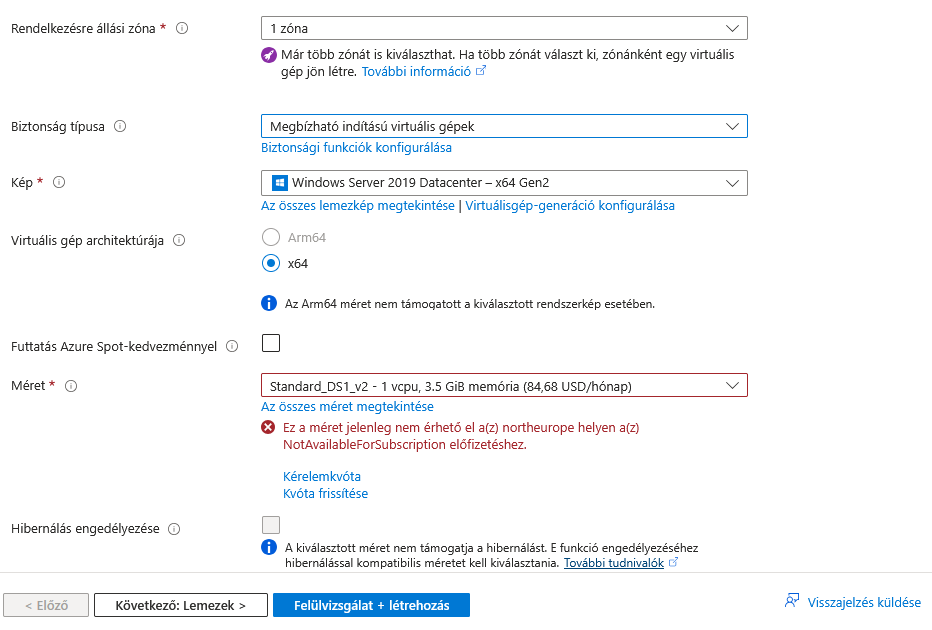 Rendelkezésre állási zóna *
1 zóna
Már több zónát is kiválaszthat. Ha több zónát választ ki, zónánként egy virtuális
gép jön létre. További információ
Biztonság típusa
Megbízható indítású virtuális gépek
Biztonsági funkciók konfigurálása
Kép *
Windows Server 2019 Datacenter – x64 Gen2
Az összes lemezkép megtekintése | Virtuálisgép-generáció konfigurálása
Virtuális gép architektúrája
Arm64
x64
Az Arm64 méret nem támogatott a kiválasztott rendszerkép esetében.
Futtatás Azure Spot-kedvezménnyel
Méret *
Standard_DS1_v2 - 1 vcpu, 3.5 GiB memória (84,68 USD/hónap)
Az összes méret megtekintése
Ez a méret jelenleg nem érhető el a(z) northeurope helyen a(z)
NotAvailableForSubscription előfizetéshez.
Kérelemkvóta
Kvóta frissítése
Hibernálás engedélyezése
A kiválasztott méret nem támogatja a hibernálást. E funkció engedélyezéséhez
hibernálással kompatibilis méretet kell kiválasztania. További tudnivalók
< Előző
Következő: Lemezek >
Felülvizsgálat + létrehozás
Visszajelzés küldése